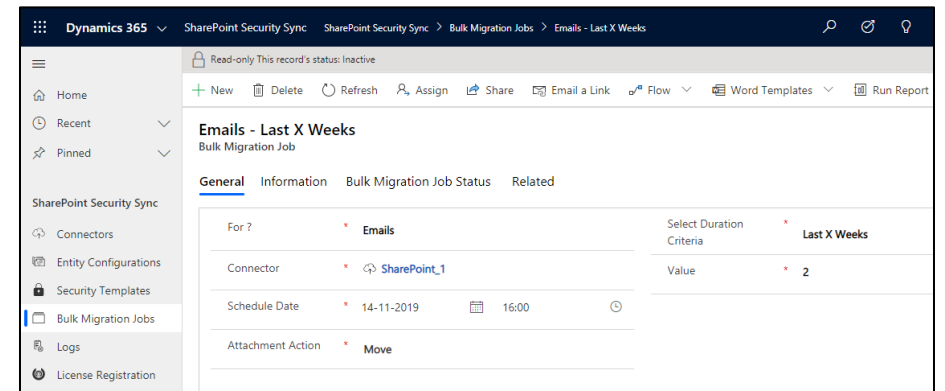 Dynamics 365 SharePoint Security Sync SharePoint Security Sync > Bulk Migration Jobs > Emails - Last X Weeks
Read-only This record's status: Inactive
New Delete Refresh Assign Share Email a Link Flow Word Templates Run Report
Home
Recent
Pinned
SharePoint Security Sync
Connectors
Entity Configurations
Security Templates
Bulk Migration Jobs
Logs
License Registration
Emails - Last X Weeks
Bulk Migration Job
General Information Bulk Migration Job Status Related
For ? * Emails
Connector * SharePoint_1
Schedule Date * 14-11-2019 16:00
Attachment Action * Move
Select Duration
Criteria * Last X Weeks
Value * 2